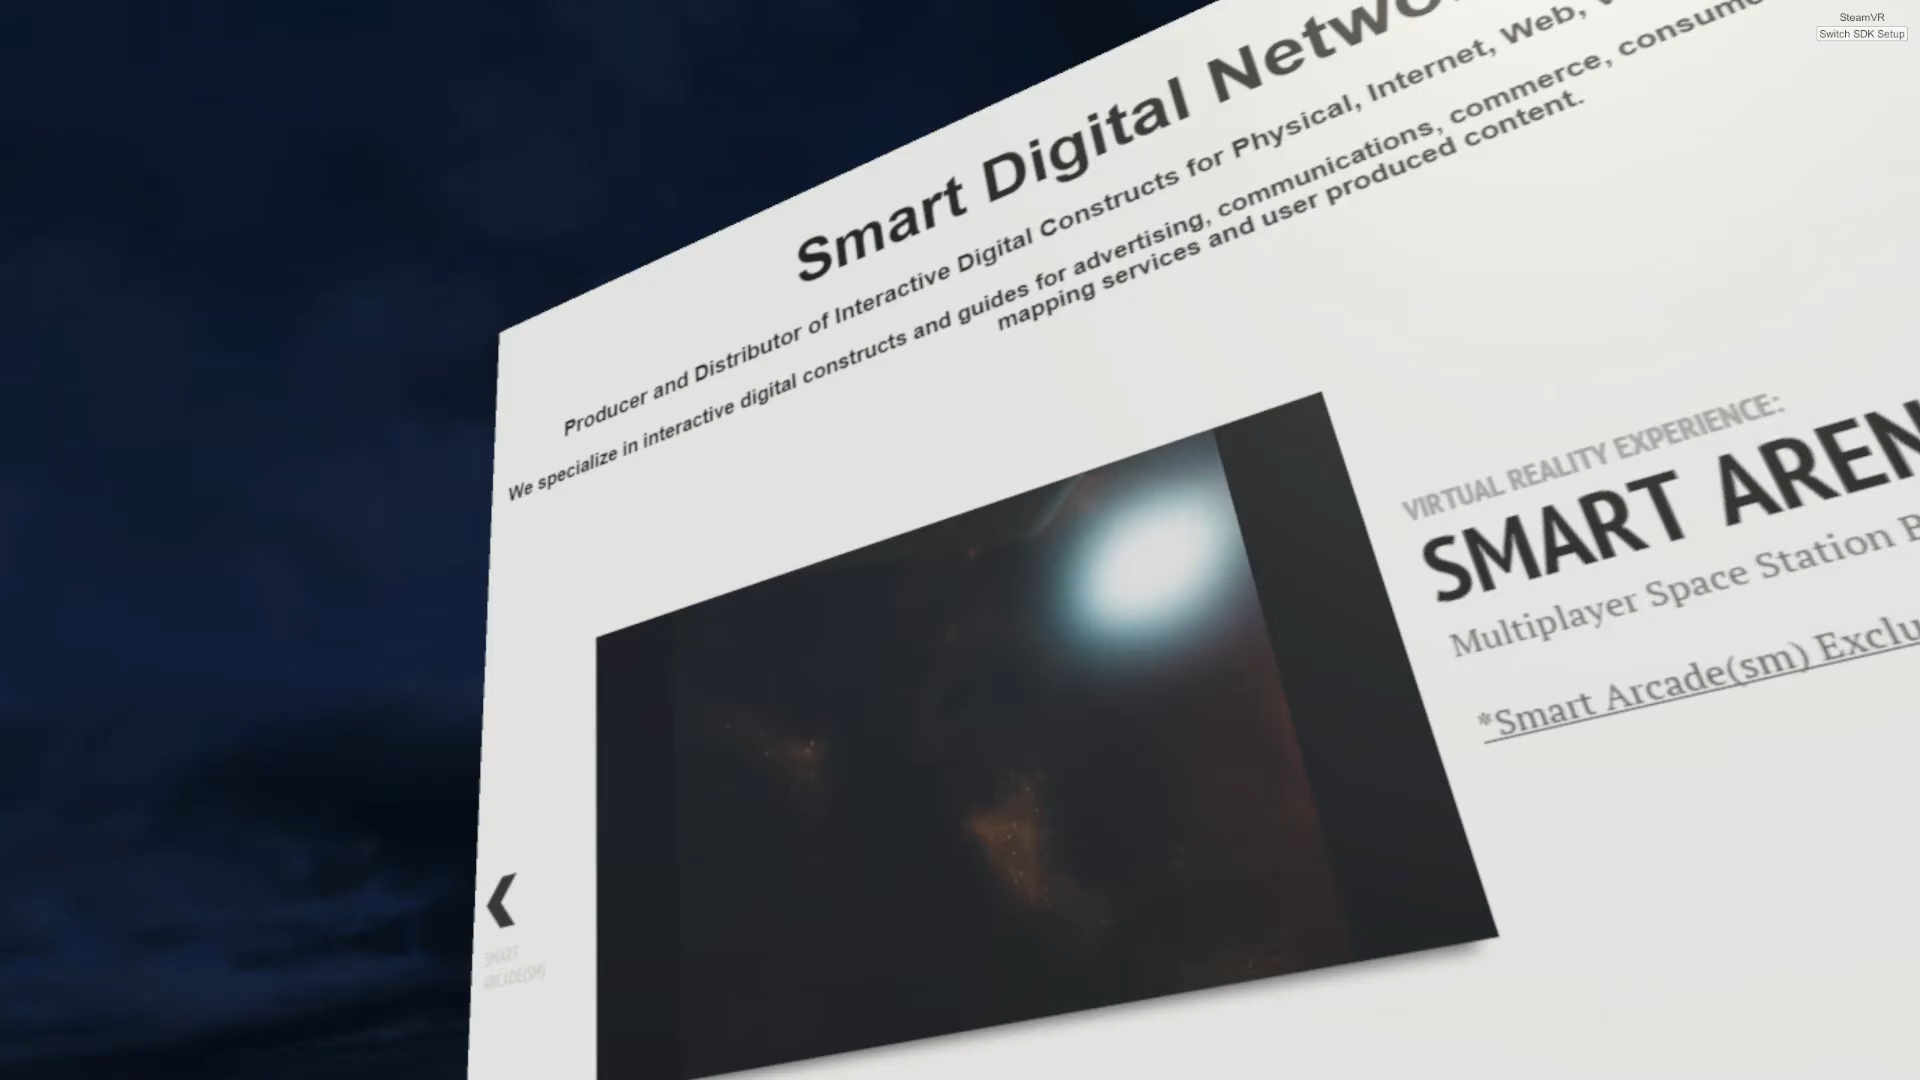 SteamVR
Switch SDK Setup
Smart Digital
Producer and Distributor of Interactive Digital Constructs for Physical, Internet, Web,
We specialize in interactive digital constructs and guides for advertising, communications, commerce,
mapping services and user produced content.
VIRTUAL REALITY EXPERIENCE:
SMART
Multiplayer Space Station
*Smart Arcade(sm)
SMART
ARCADE(SM)